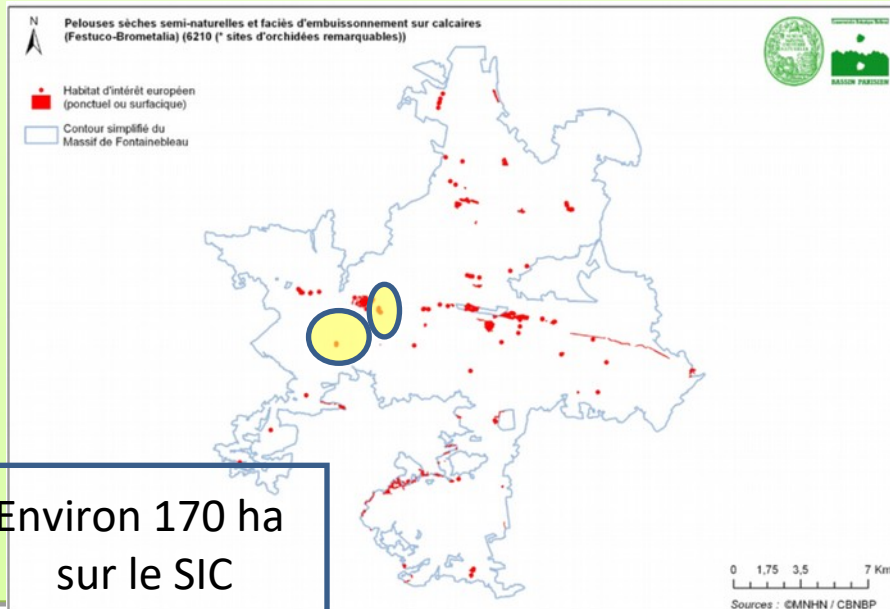 N
Pelouses sèches semi-naturelles et faciès d'embuissonnement sur calcaires
(Festuco-Brometalia) (6210 (* sites d'orchidées remarquables))
Habitat d'intérêt européen
(ponctuel ou surfacique)
Contour simplifié du
Massif de Fontainebleau
BASSIN PARISIEN
Environ 170 ha
sur le SIC
0 1,75 3,5 7 Km
Sources : ©MNHN / CBNBP